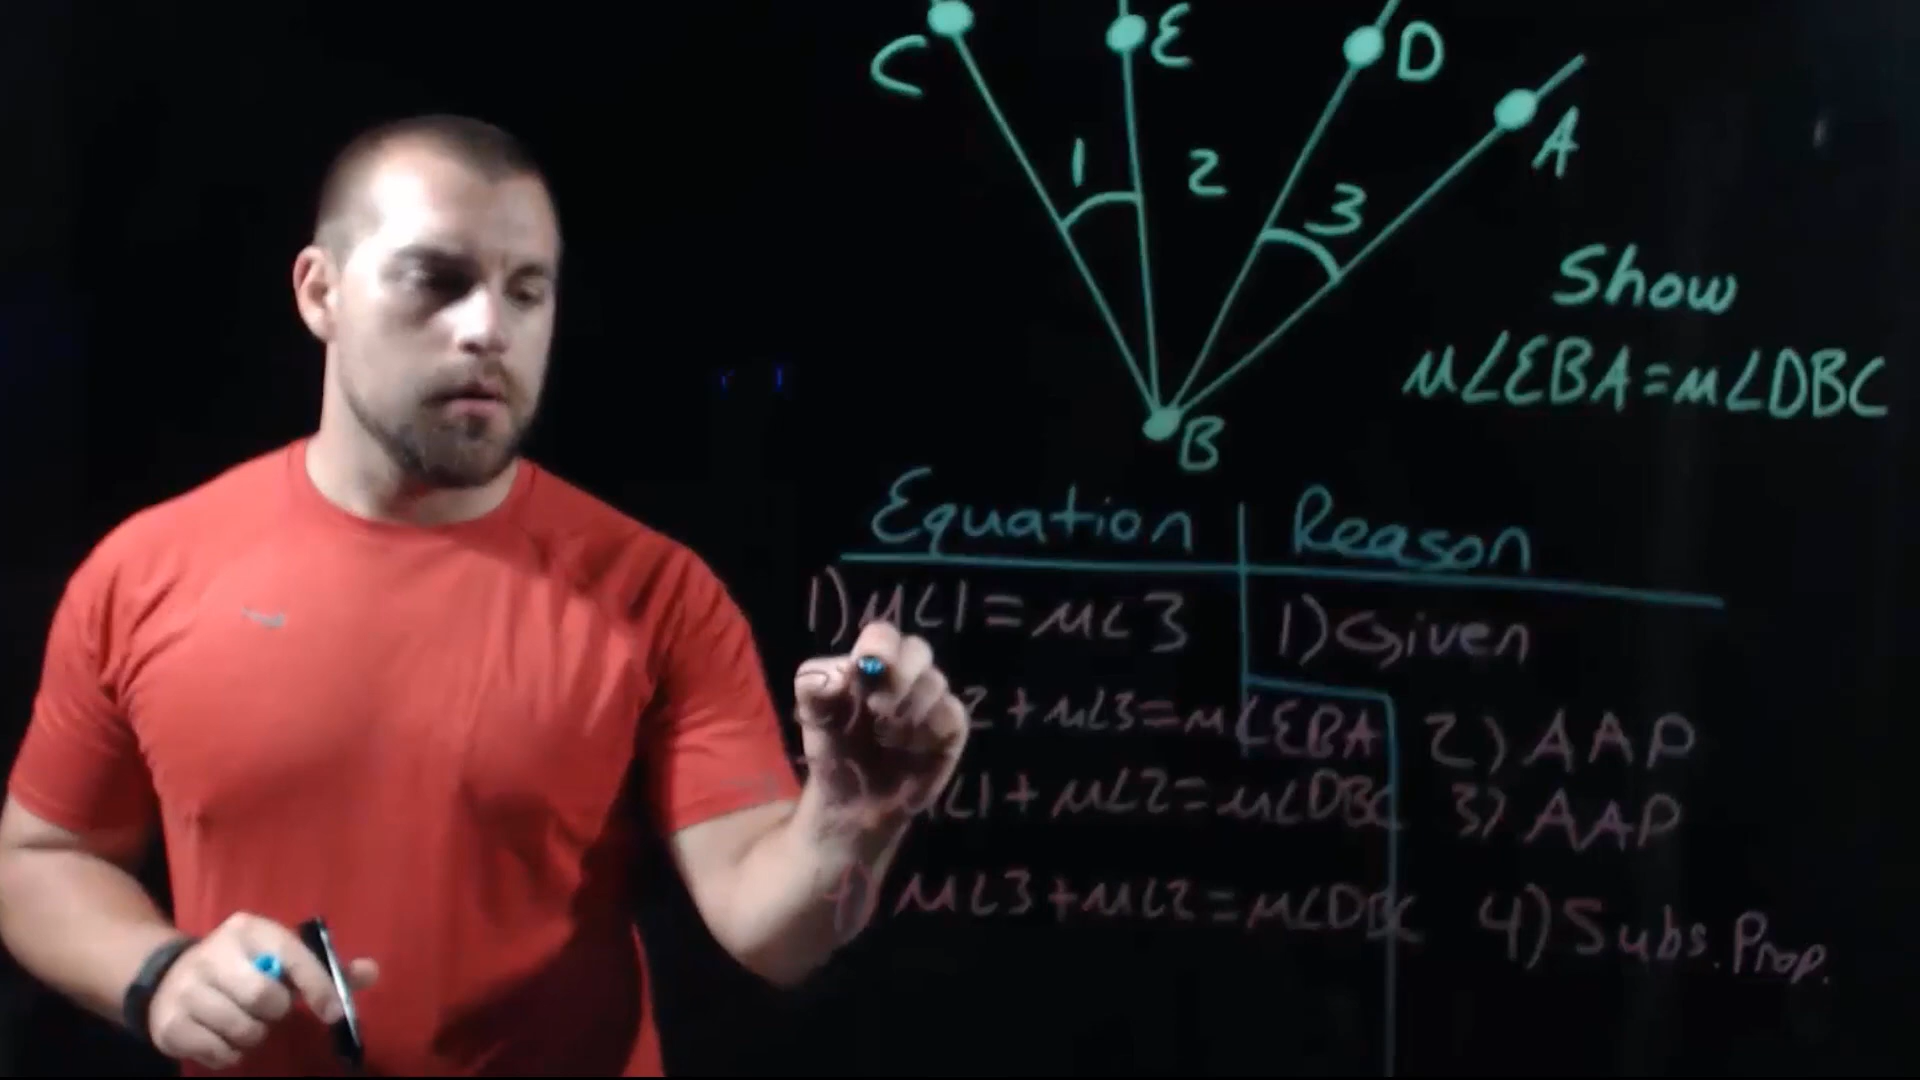 C E D A
1 2 3
B
Show
m∠EBA=m∠DBC
Equation Reason
1) m∠1 = m∠3 1) Given
2 + m∠3 = m∠EBA 2) AAP
m∠1 + m∠2 = m∠DBC 3) AAP
4) m∠3 + m∠2 = m∠DBC 4) Subs. Prop.